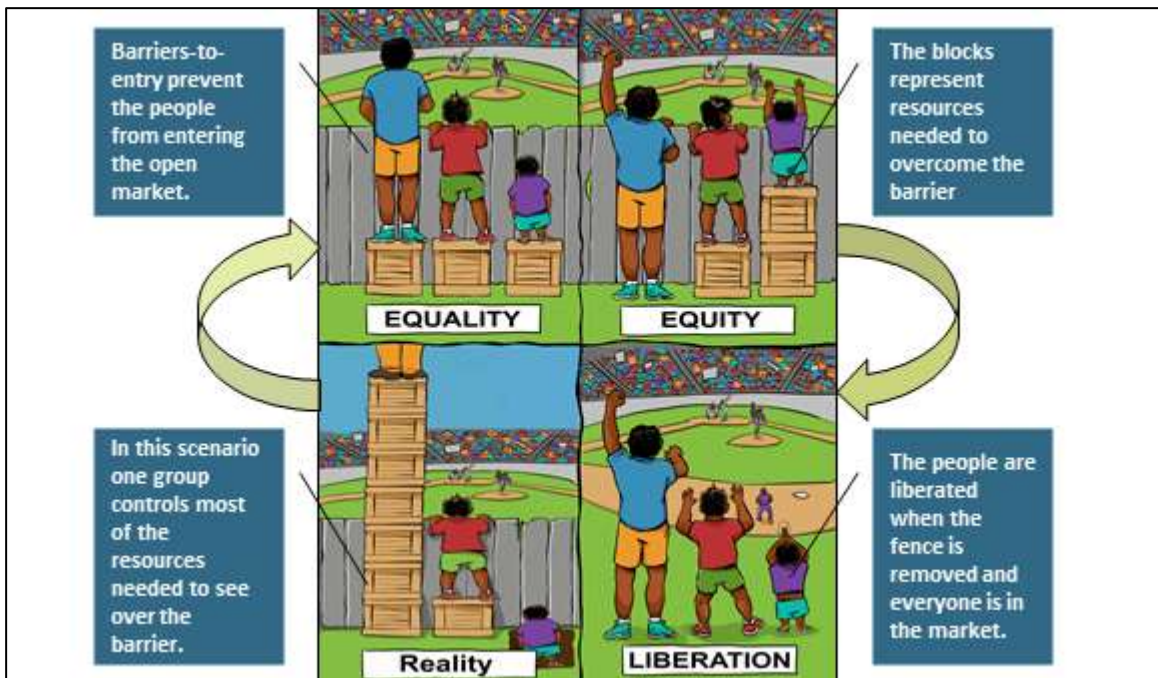 Barriers-to-
entry prevent
the people
from entering
the open
market.
The blocks
represent
resources
needed to
overcome the
barrier
EQUALITY
EQUITY
In this scenario
one group
controls most
of the
resources
needed to see
over the
barrier.
The people are
liberated
when the
fence is
removed and
everyone is in
the market.
Reality
LIBERATION